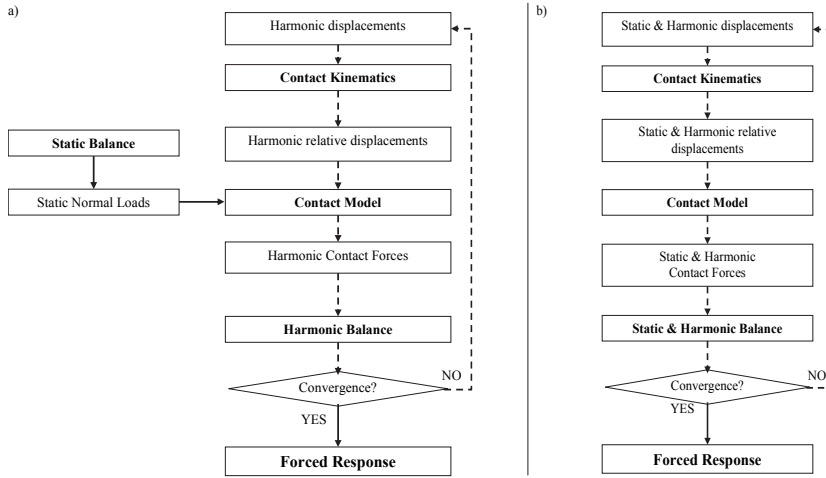 a)
Harmonic displacements
Contact Kinematics
Harmonic relative displacements
Static Balance
Static Normal Loads
Contact Model
Harmonic Contact Forces
Harmonic Balance
Convergence?
NO
YES
Forced Response
b)
Static & Harmonic displacements
Contact Kinematics
Static & Harmonic relative
displacements
Contact Model
Static & Harmonic
Contact Forces
Static & Harmonic Balance
Convergence?
NO
YES
Forced Response